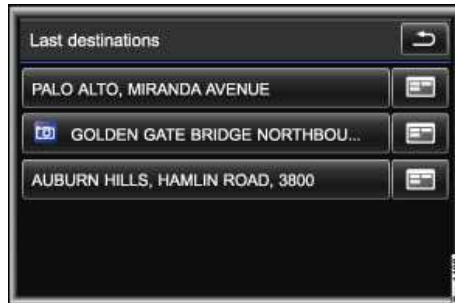 Last destinations
PALO ALTO, MIRANDA AVENUE
GOLDEN GATE BRIDGE NORTHBOU...
AUBURN HILLS, HAMLIN ROAD, 3800